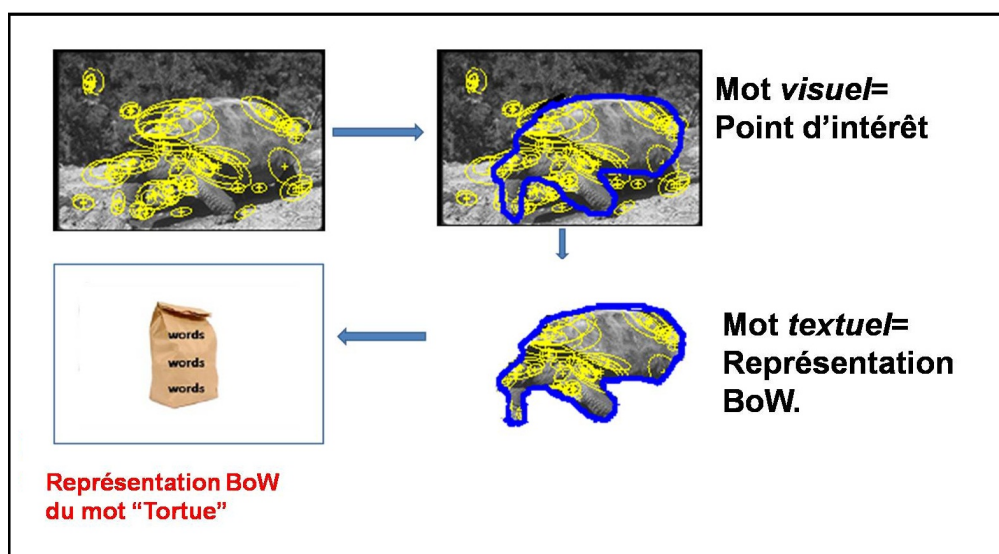 Mot visuel=
Point d'intérêt
words
words
words
Mot textuel=
Représentation
BoW.
Représentation BoW
du mot “Tortue”